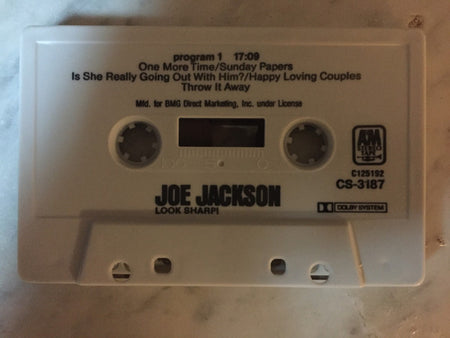 program 1 17:09
One More Time/Sunday Papers
Is She Really Going Out With Him?/Happy Loving Couples
Throw It Away
Mfd. for BMG Direct Marketing, Inc. under License
A&M
STEREO
TAPE
C125192
CS-3187
JOE JACKSON
LOOK SHARP!
DOLBY SYSTEM